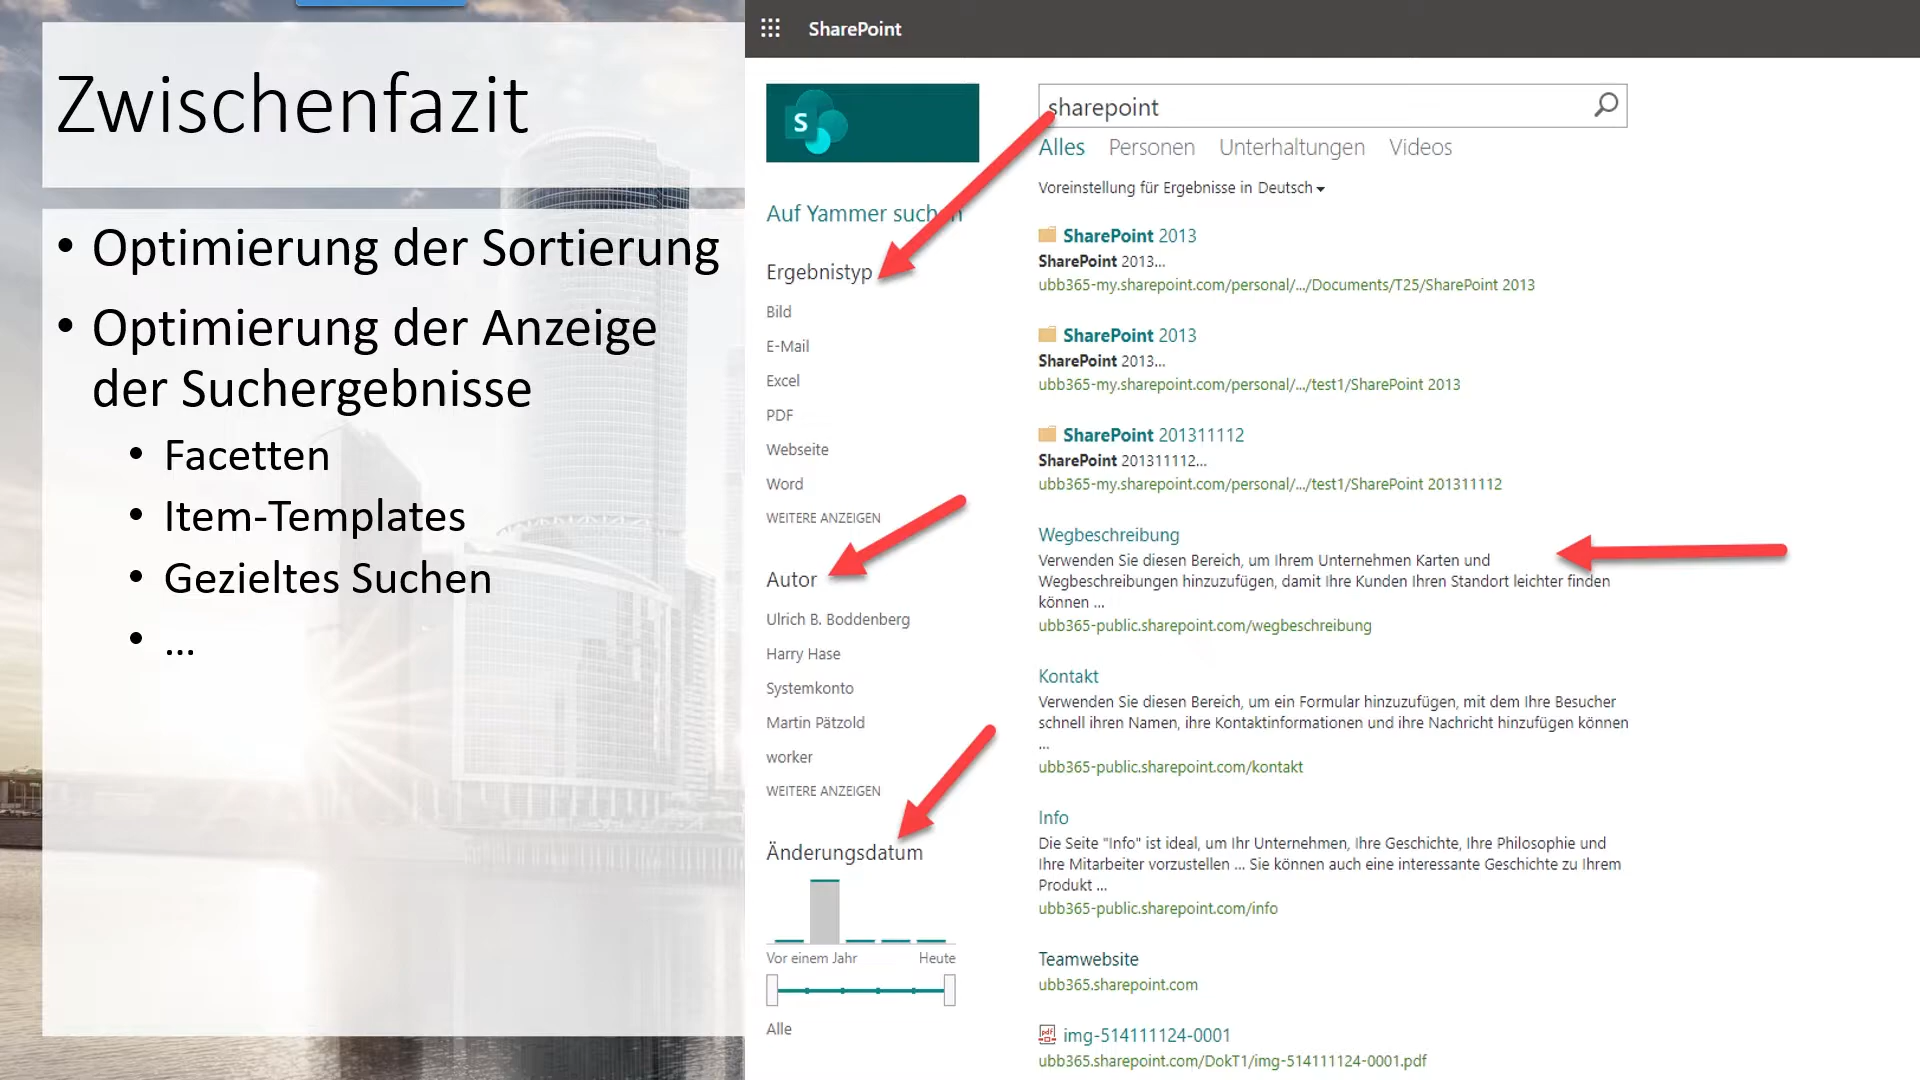 Zwischenfazit
• Optimierung der Sortierung
• Optimierung der Anzeige
der Suchergebnisse
• Facetten
• Item-Templates
• Gezieltes Suchen
• ...
SharePoint
S
Auf Yammer suchen
Ergebnistyp
Bild
E-Mail
Excel
PDF
Webseite
Word
WEITERE ANZEIGEN
Autor
Ulrich B. Boddenberg
Harry Hase
Systemkonto
Martin Pätzold
worker
WEITERE ANZEIGEN
Änderungsdatum
Vor einem Jahr Heute
Alle
sharepoint
Alles Personen Unterhaltungen Videos
Voreinstellung für Ergebnisse in Deutsch
SharePoint 2013
SharePoint 2013...
ubb365-my.sharepoint.com/personal/.../Documents/T25/SharePoint 2013
SharePoint 2013
SharePoint 2013...
ubb365-my.sharepoint.com/personal/.../test1/SharePoint 2013
SharePoint 201311112
SharePoint 201311112...
ubb365-my.sharepoint.com/personal/.../test1/SharePoint 201311112
Wegbeschreibung
Verwenden Sie diesen Bereich, um Ihrem Unternehmen Karten und
Wegbeschreibungen hinzuzufügen, damit Ihre Kunden Ihren Standort leichter finden
können ...
ubb365-public.sharepoint.com/wegbeschreibung
Kontakt
Verwenden Sie diesen Bereich, um ein Formular hinzuzufügen, mit dem Ihre Besucher
schnell ihren Namen, ihre Kontaktinformationen und ihre Nachricht hinzufügen können
...
ubb365-public.sharepoint.com/kontakt
Info
Die Seite "Info" ist ideal, um Ihr Unternehmen, Ihre Geschichte, Ihre Philosophie und
Ihre Mitarbeiter vorzustellen ... Sie können auch eine interessante Geschichte zu Ihrem
Produkt ...
ubb365-public.sharepoint.com/info
Teamwebsite
ubb365.sharepoint.com
pdf
img-514111124-0001
ubb365.sharepoint.com/DokT1/img-514111124-0001.pdf